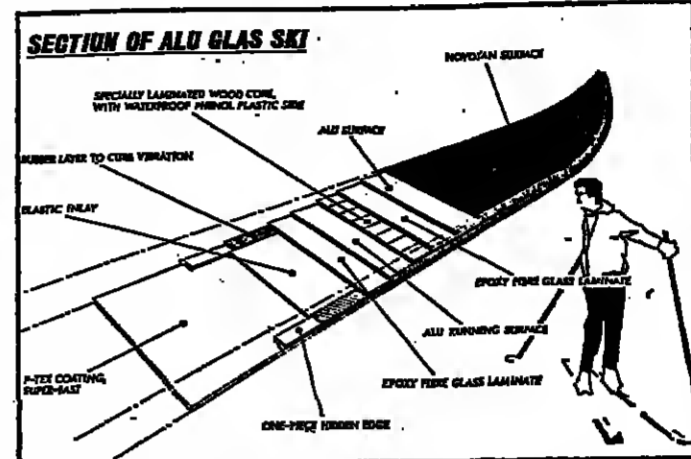 SECTION OF ALU GLAS SKI
SURFACE
SPECIALLY LAMINATED WOOD CORE,
WITH WATERPROOF PHENOL PLASTIC SIDE
ALU SURFACE
RUBBER LAYER TO CURB VIBRATION
ELASTIC INLAY
EPOXY FIBRE GLASS LAMINATE
ALU RUNNING SURFACE
P-TEX COATING,
SUPER-FAST
EPOXY FIBRE GLASS LAMINATE
ONE-PIECE HIDDEN EDGE